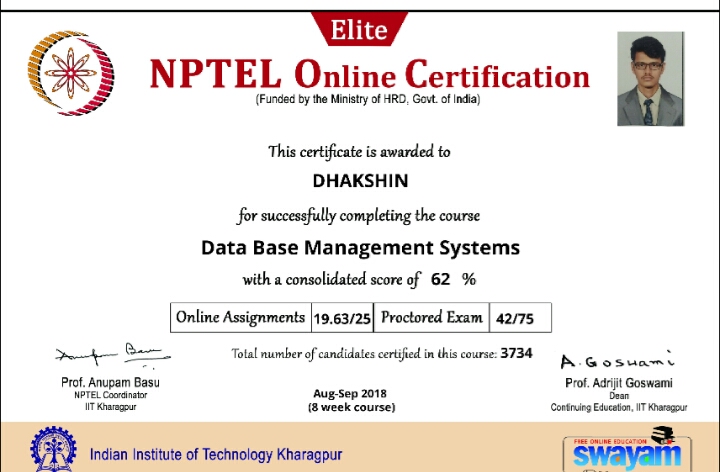 Elite
NPTEL Online Certification
(Funded by the Ministry of HRD, Govt. of India)
This certificate is awarded to
DHAKSHIN
for successfully completing the course
Data Base Management Systems
with a consolidated score of 62 %
Online Assignments 19.63/25 Proctored Exam 42/75
Total number of candidates certified in this course: 3734
A. Goswami
Prof. Anupam Basu
NPTEL Coordinator
IIT Kharagpur
Aug-Sep 2018
(8 week course)
Prof. Adrijit Goswami
Dean
Continuing Education, IIT Kharagpur
Indian Institute of Technology Kharagpur
FREE ONLINE EDUCATION
swayam